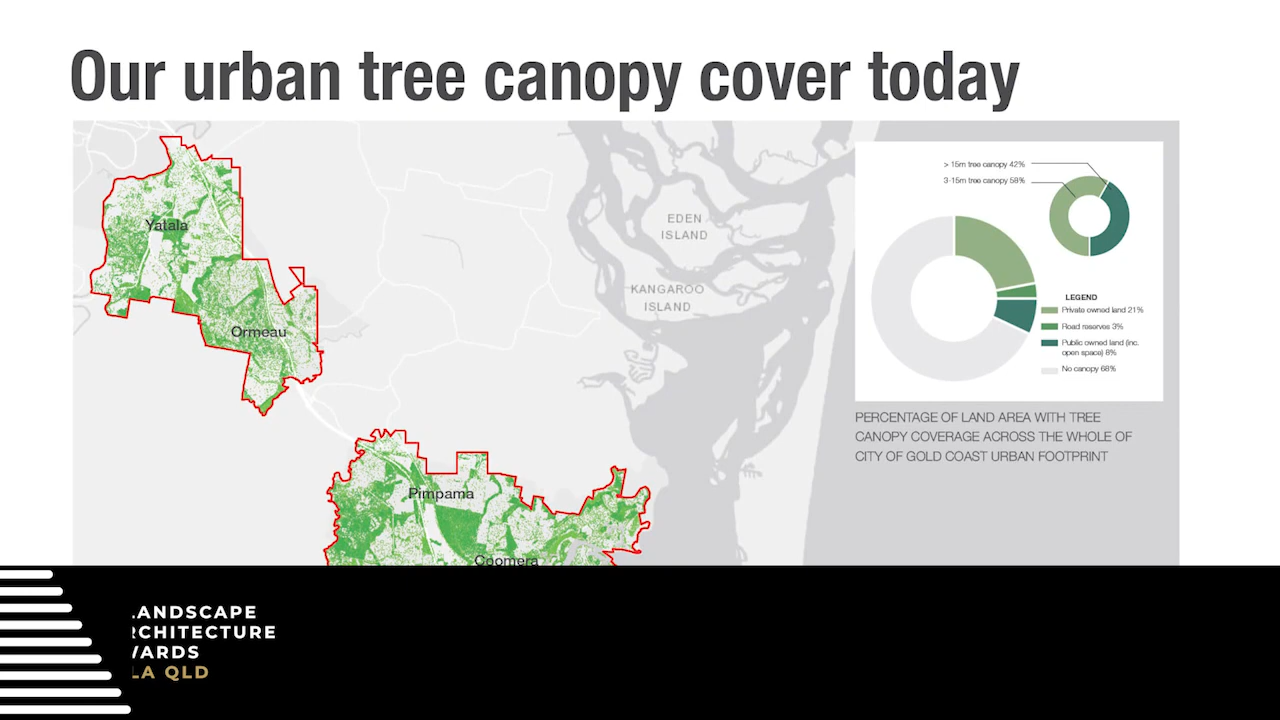 Our urban tree canopy cover today
Yatala
Ormeau
Pimpama
Coomera
EDEN
ISLAND
KANGAROO
ISLAND
> 15m tree canopy 42%
3-15m tree canopy 58%
LEGEND
Private owned land 21%
Road reserves 3%
Public owned land (inc.
open space) 8%
No canopy 68%
PERCENTAGE OF LAND AREA WITH TREE
CANOPY COVERAGE ACROSS THE WHOLE OF
CITY OF GOLD COAST URBAN FOOTPRINT
LANDSCAPE
RCHITECTURE
WARDS
LA QLD